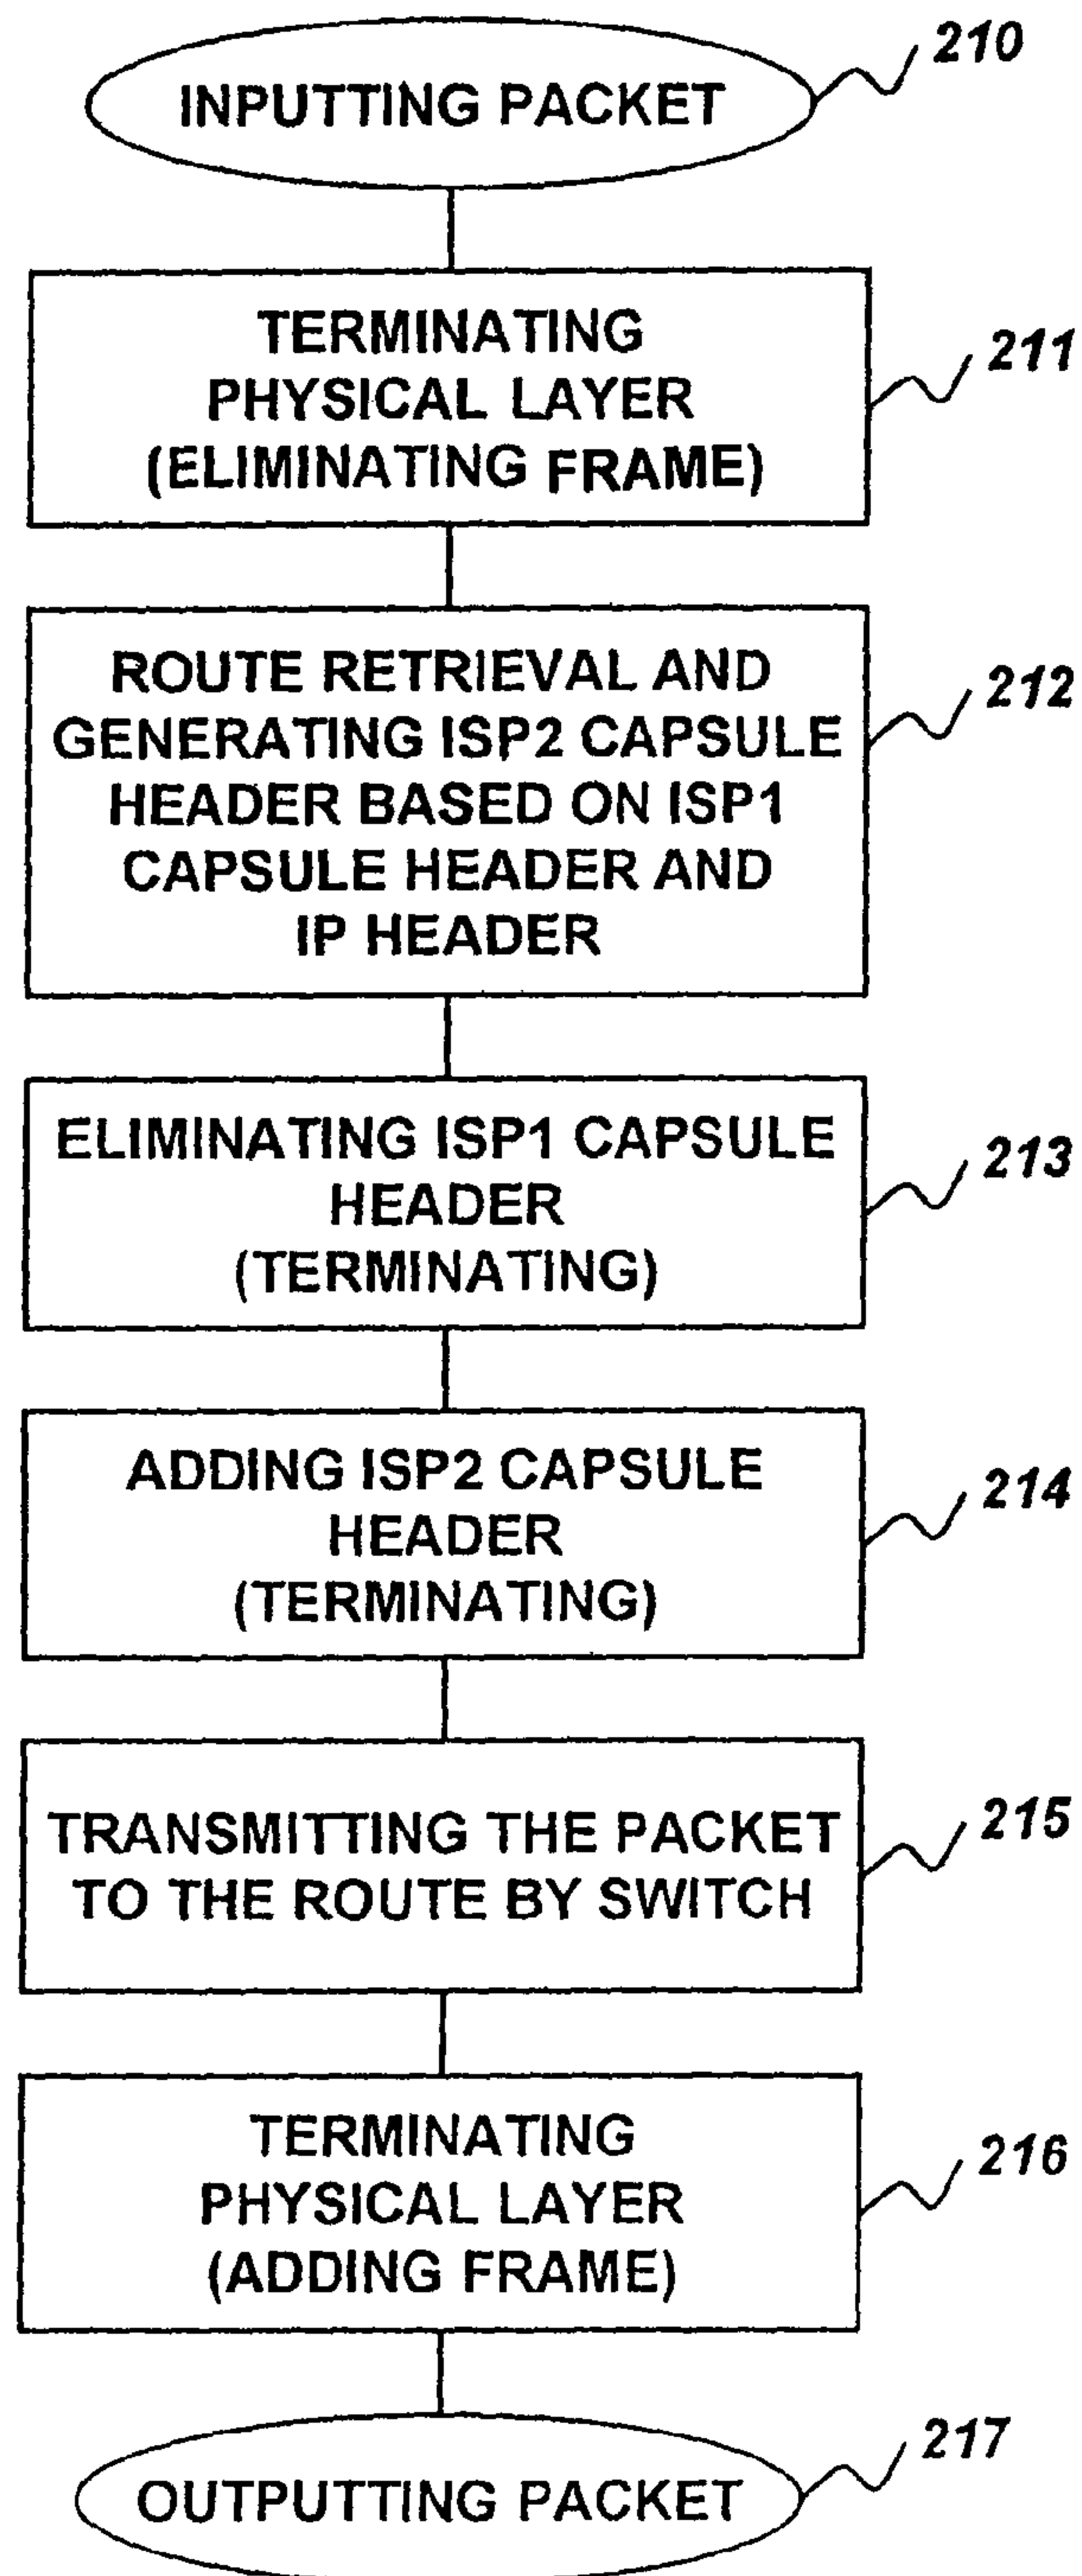 INPUTTING PACKET
210
TERMINATING
PHYSICAL LAYER
(ELIMINATING FRAME)
211
ROUTE RETRIEVAL AND
GENERATING ISP2 CAPSULE
HEADER BASED ON ISP1
CAPSULE HEADER AND
IP HEADER
212
ELIMINATING ISP1 CAPSULE
HEADER
(TERMINATING)
213
ADDING ISP2 CAPSULE
HEADER
(TERMINATING)
214
TRANSMITTING THE PACKET
TO THE ROUTE BY SWITCH
215
TERMINATING
PHYSICAL LAYER
(ADDING FRAME)
216
OUTPUTTING PACKET
217